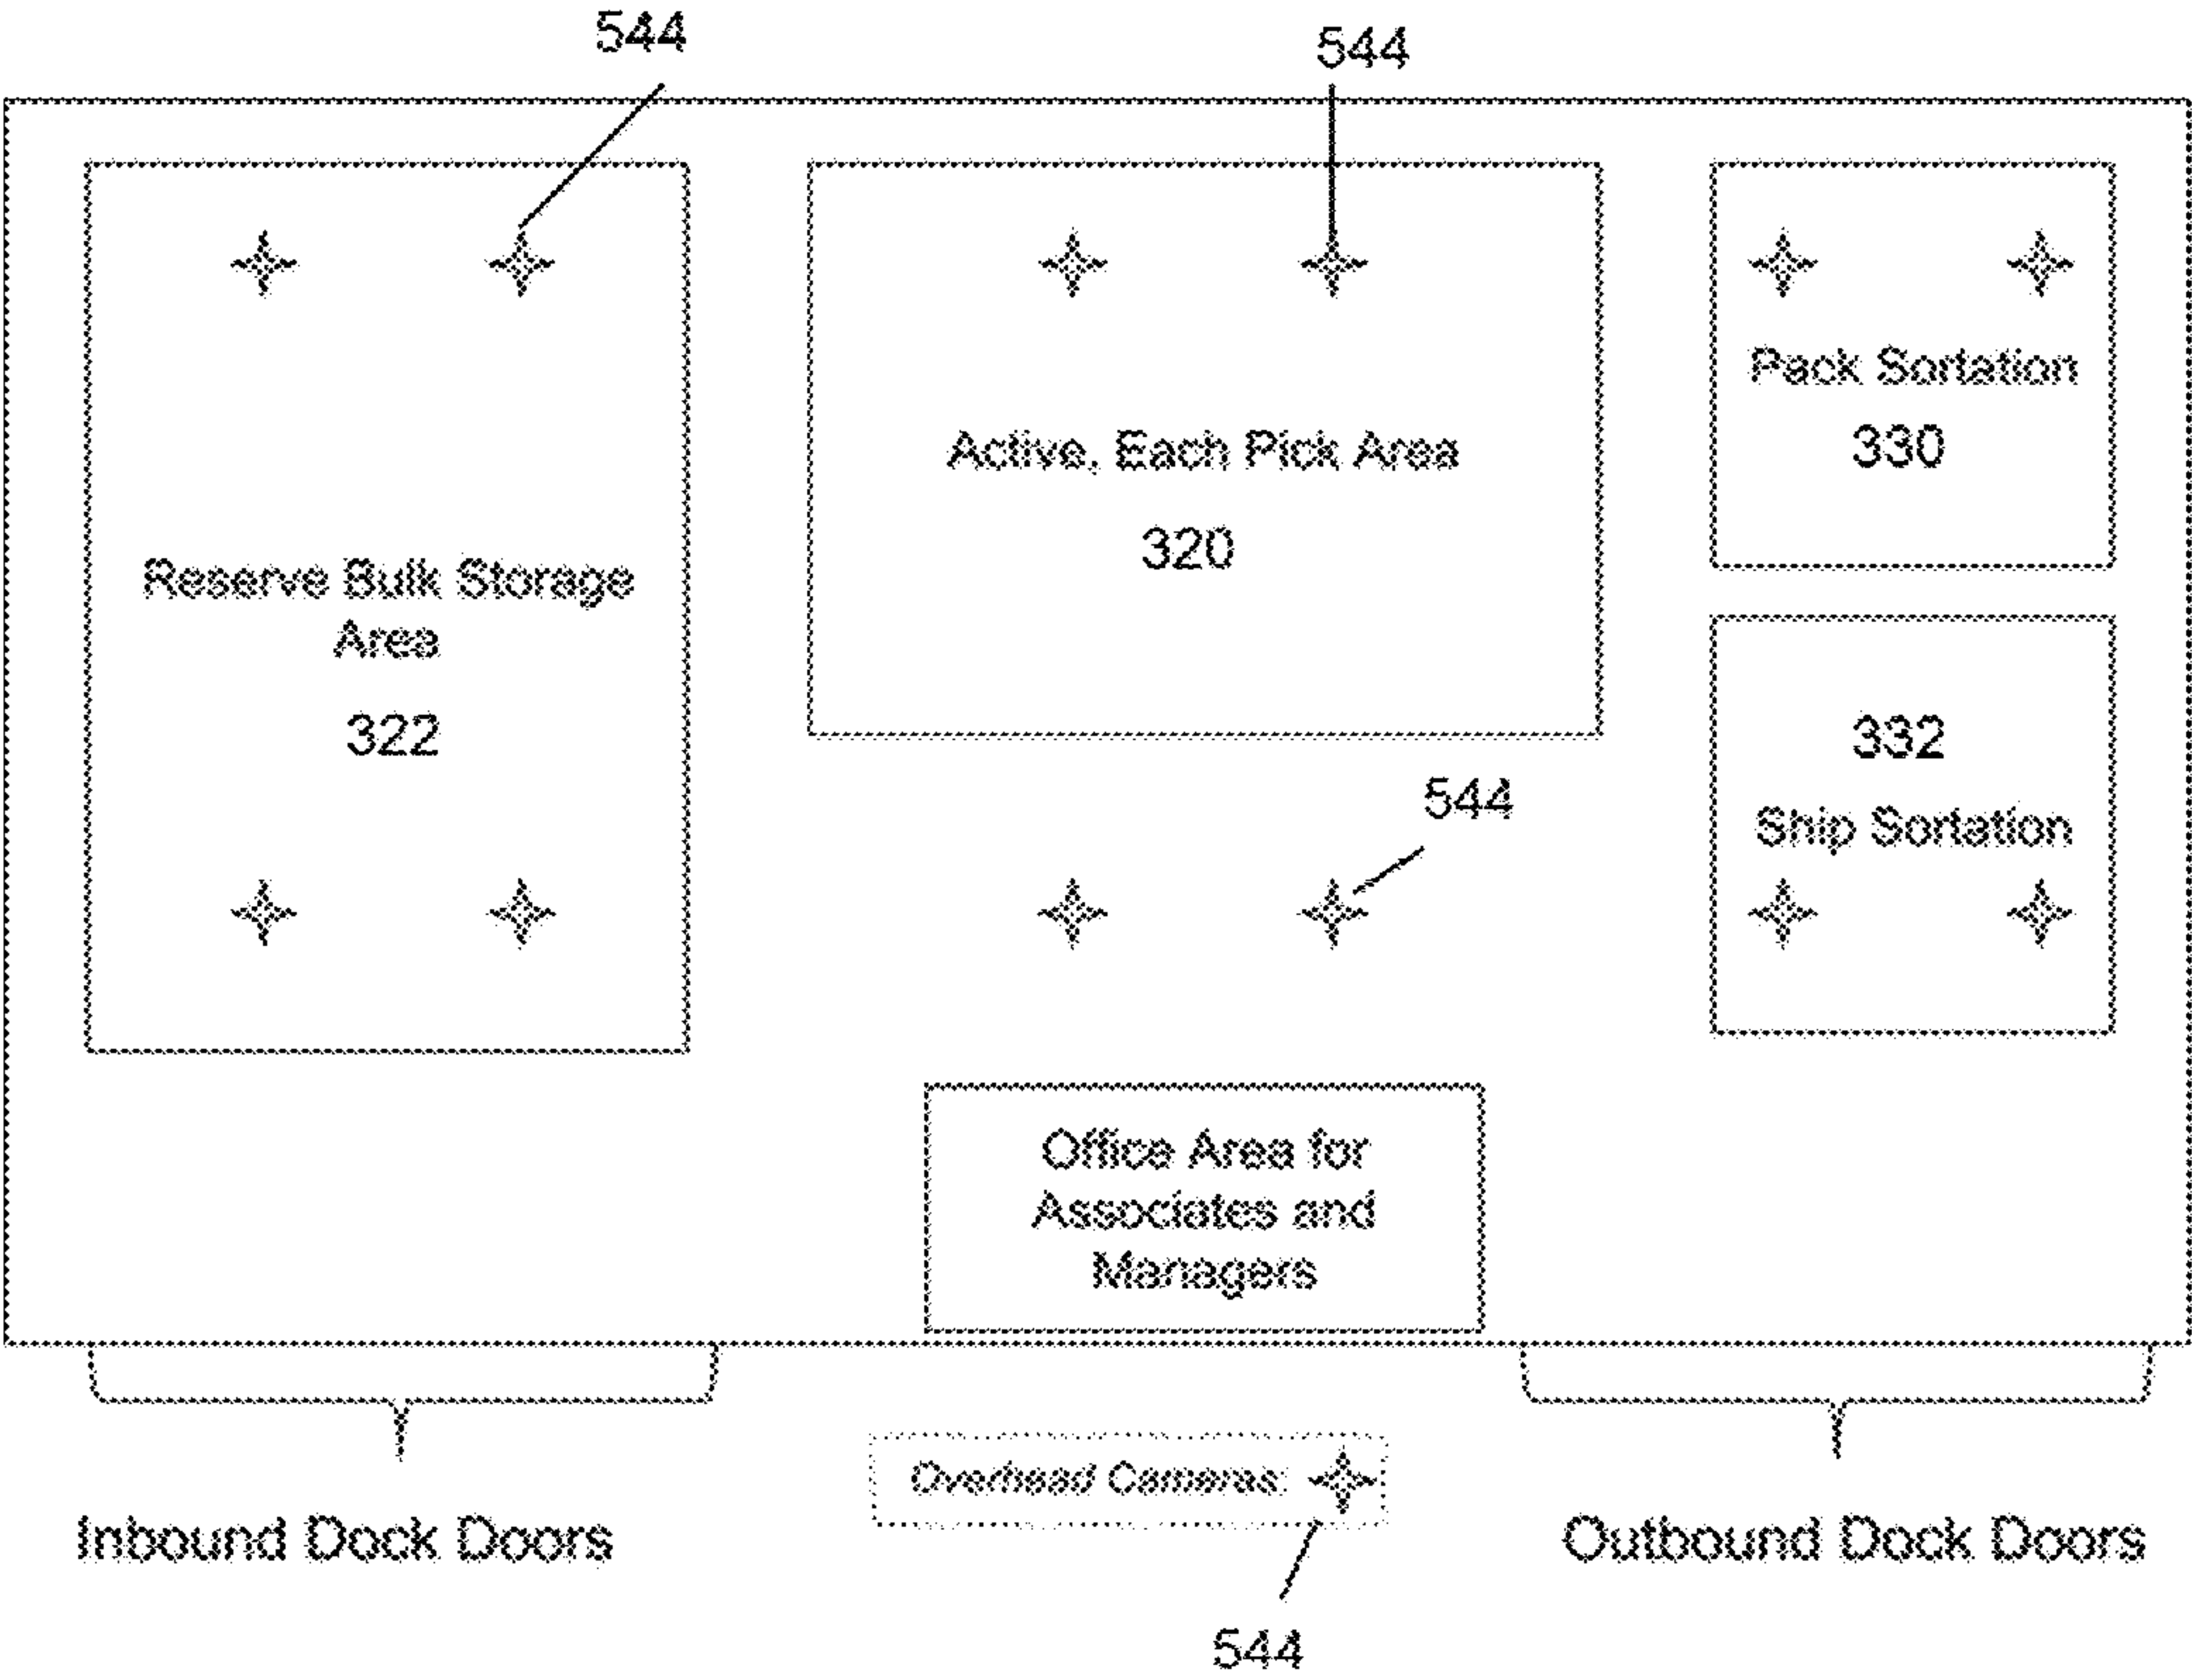 544
544
Pack Sortation
330
Active, Each Pick Area
320
Reserve Bulk Storage
Area
322
332
Ship Sortation
544
Office Area for
Associates and
Managers
Overhead Cameras:
Inbound Dock Doors
Outbound Dock Doors
544